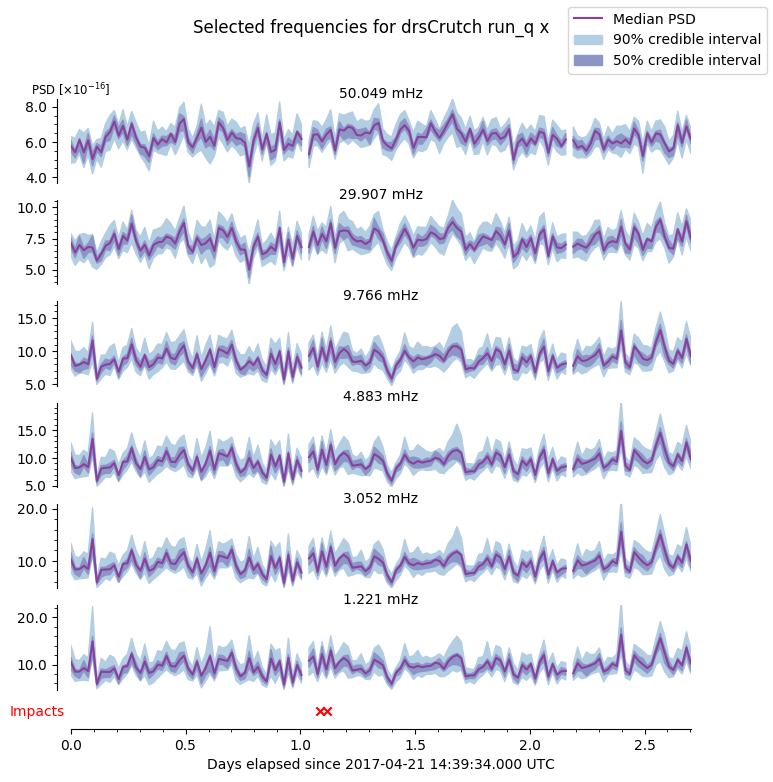 Selected frequencies for drsCrutch run_q x
Median PSD
90% credible interval
50% credible interval
PSD [×10⁻¹⁶]
50.049 mHz
8.0
6.0
4.0
29.907 mHz
10.0
7.5
5.0
9.766 mHz
15.0
10.0
5.0
4.883 mHz
15.0
10.0
5.0
3.052 mHz
20.0
10.0
1.221 mHz
20.0
10.0
Impacts
0.0 0.5 1.0 1.5 2.0 2.5
Days elapsed since 2017-04-21 14:39:34.000 UTC